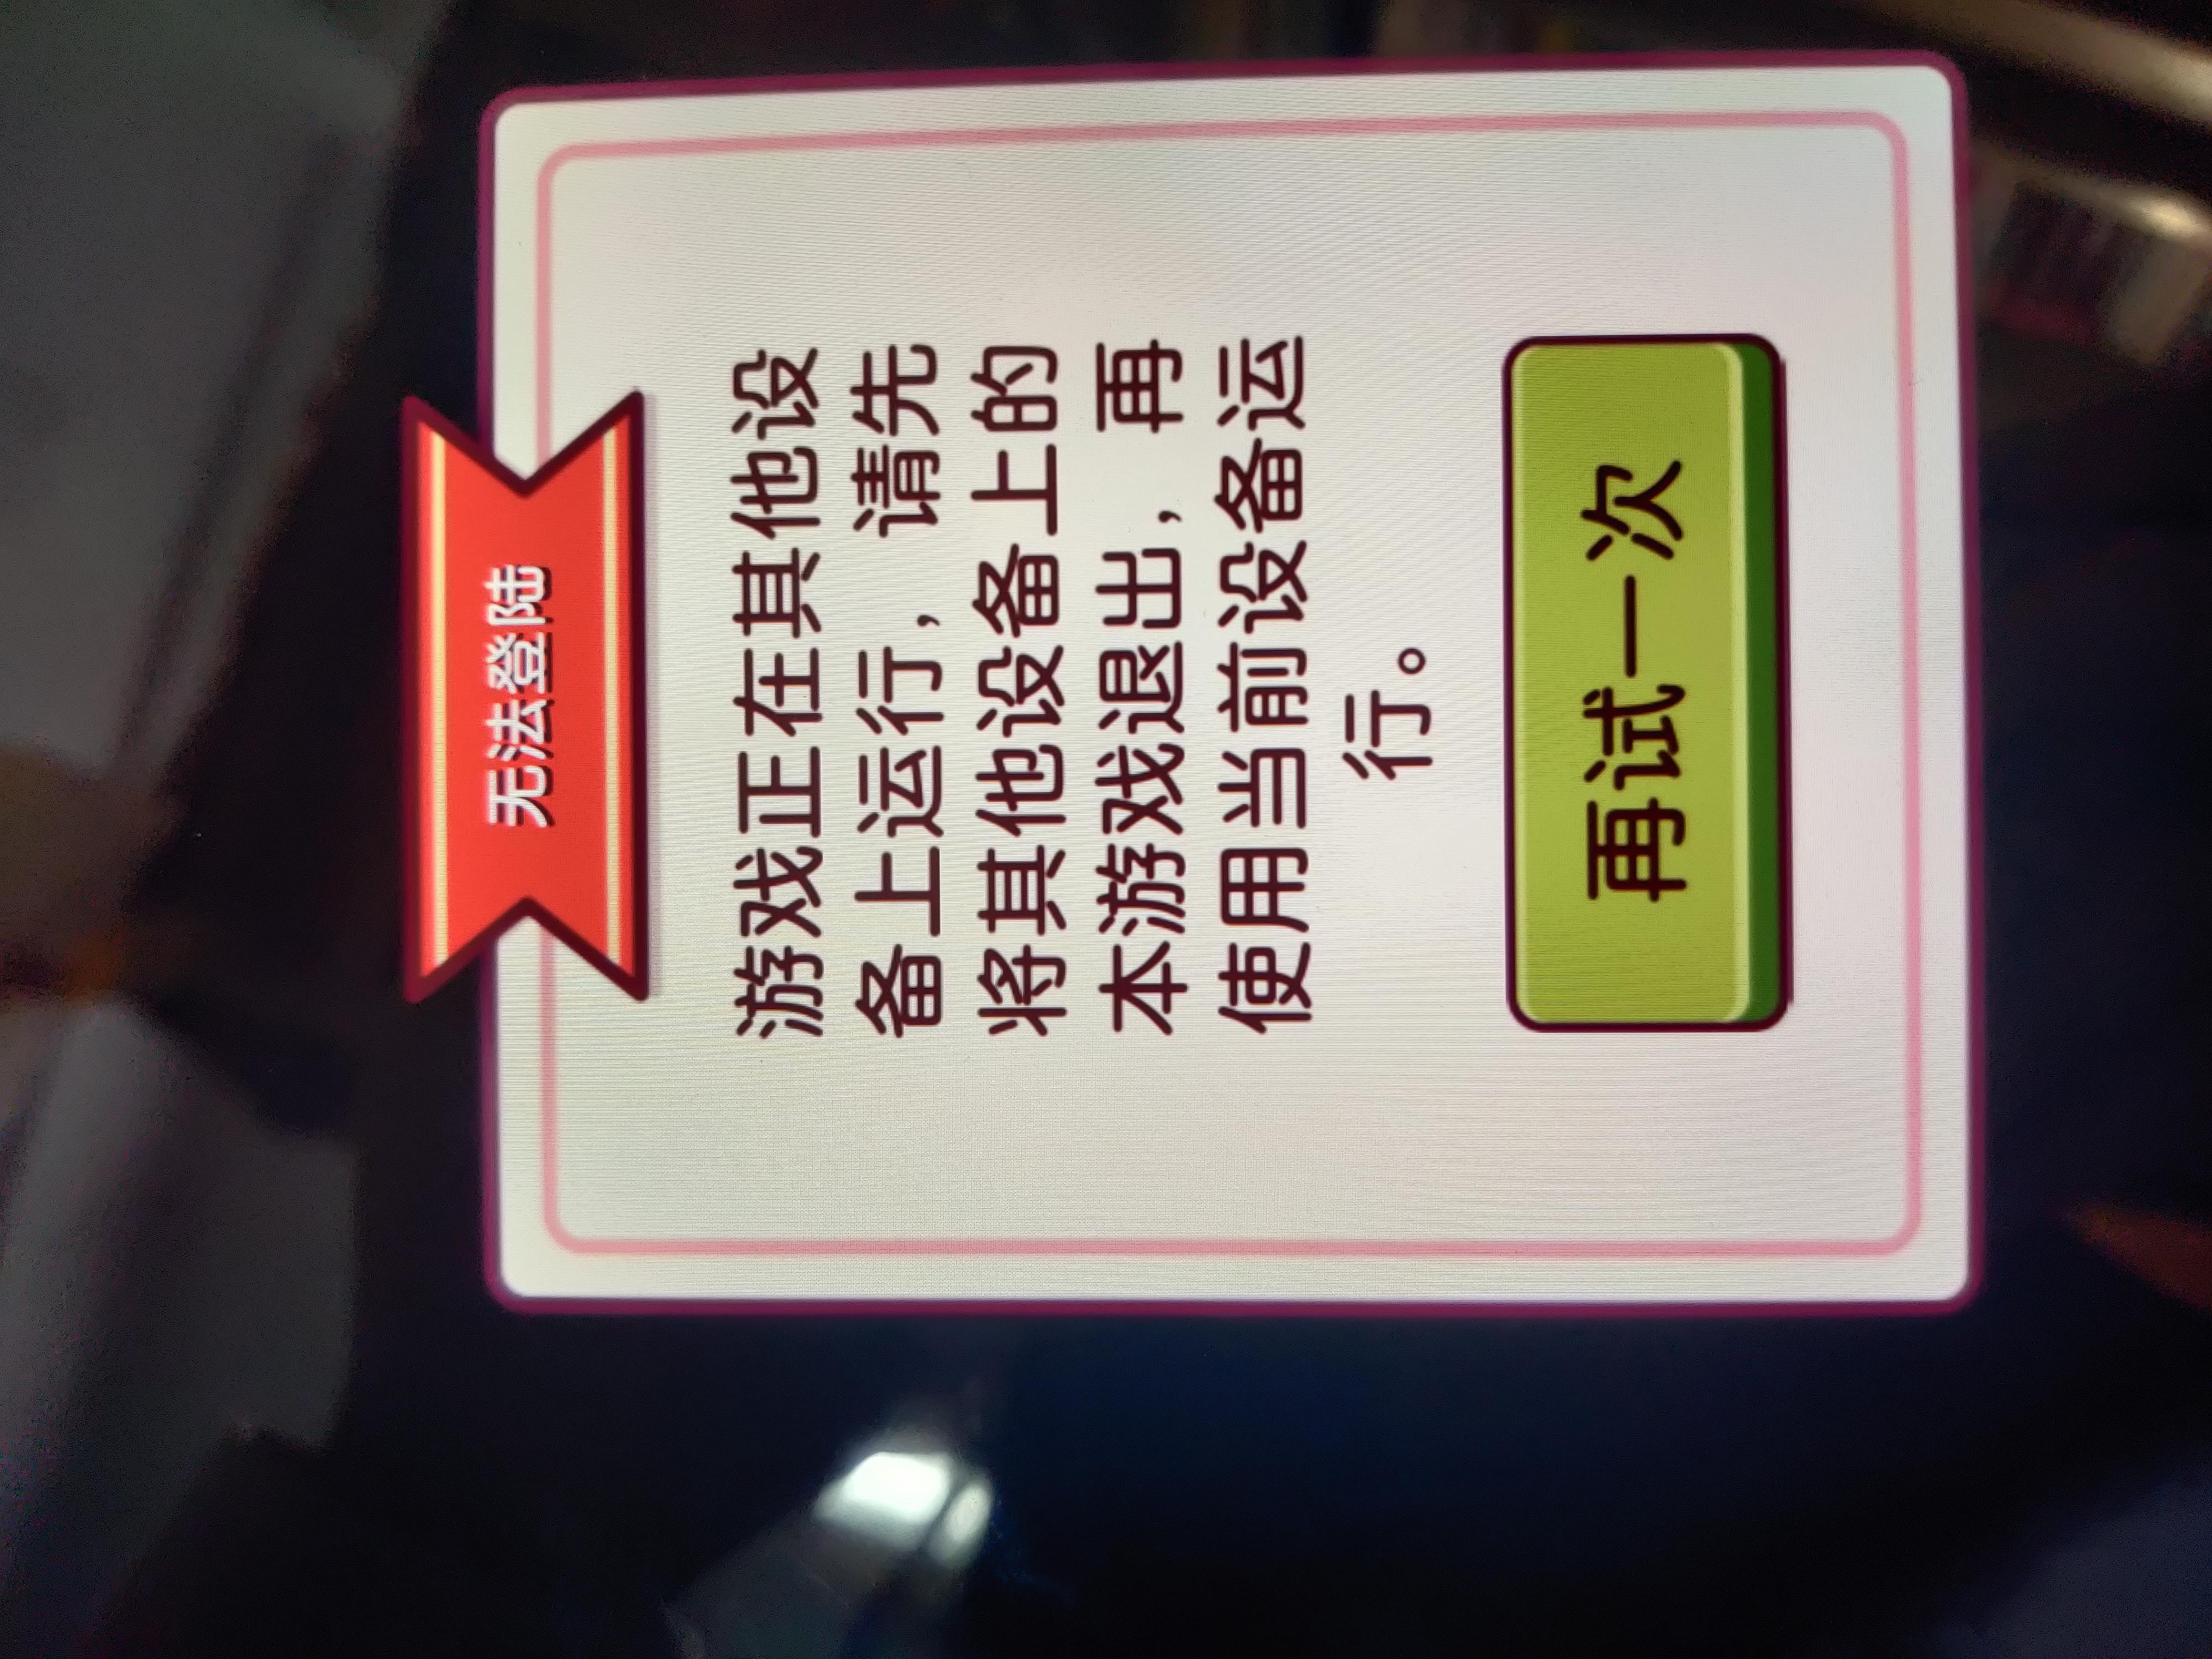 无法登陆
游戏正在其他设
备上运行，请先
将其他设备上的
本游戏退出，再
使用当前设备运
行。
再试一次